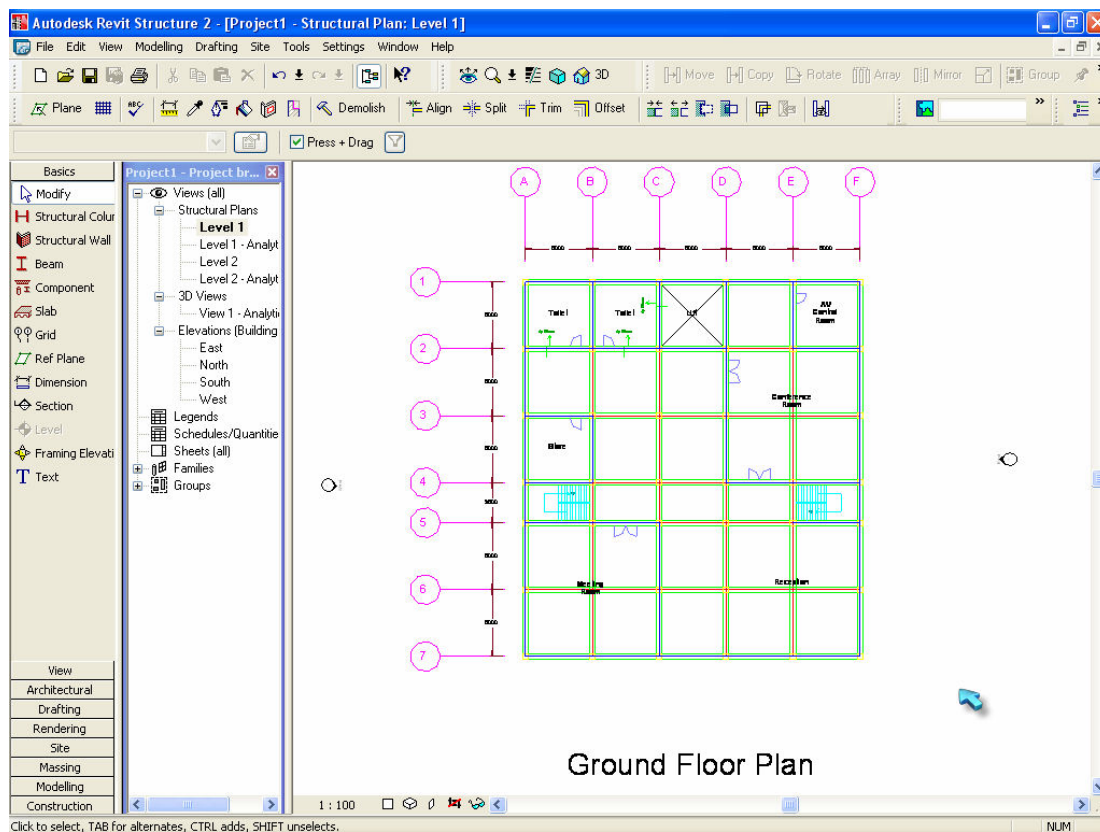 Autodesk Revit Structure 2 - [Project1 - Structural Plan: Level 1]
File Edit View Modelling Drafting Site Tools Settings Window Help
3D Move Copy Rotate Array Mirror Group
Plane Demolish Align Split Trim Offset
Press + Drag
Basics
Modify
Structural Colur
Structural Wall
Beam
Component
Slab
Grid
Ref Plane
Dimension
Section
Level
Framing Elevati
Text
View
Architectural
Drafting
Rendering
Site
Massing
Modelling
Construction
Project1 - Project br...
Views (all)
Structural Plans
Level 1
Level 1 - Analyt
Level 2
Level 2 - Analyt
3D Views
View 1 - Analytic
Elevations (Building
East
North
South
West
Legends
Schedules/Quantitie
Sheets (all)
Families
Groups
A B C D E F
1
2
3
4
5
6
7
Toilet Toilet Lift
AV
Control
Room
Conference
Room
Store
Meeting
Room
Reception
Ground Floor Plan
1 : 100
Click to select, TAB for alternates, CTRL adds, SHIFT unselects.
NUM